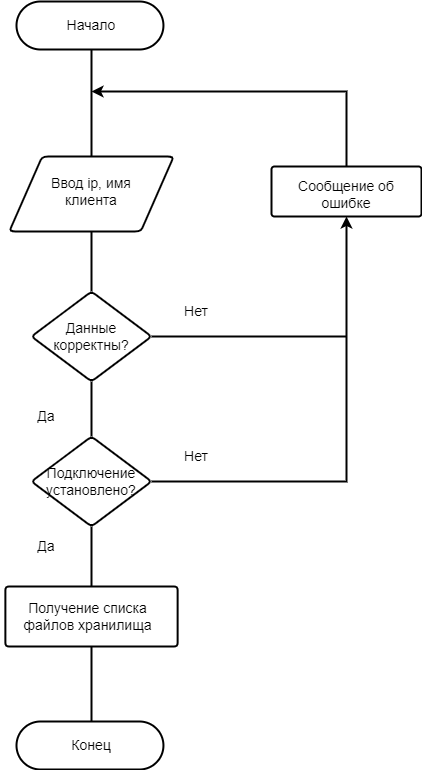 Начало
Ввод ip, имя
клиента
Сообщение об
ошибке
Данные
корректны?
Нет
Да
Подключение
установлено?
Нет
Да
Получение списка
файлов хранилища
Конец